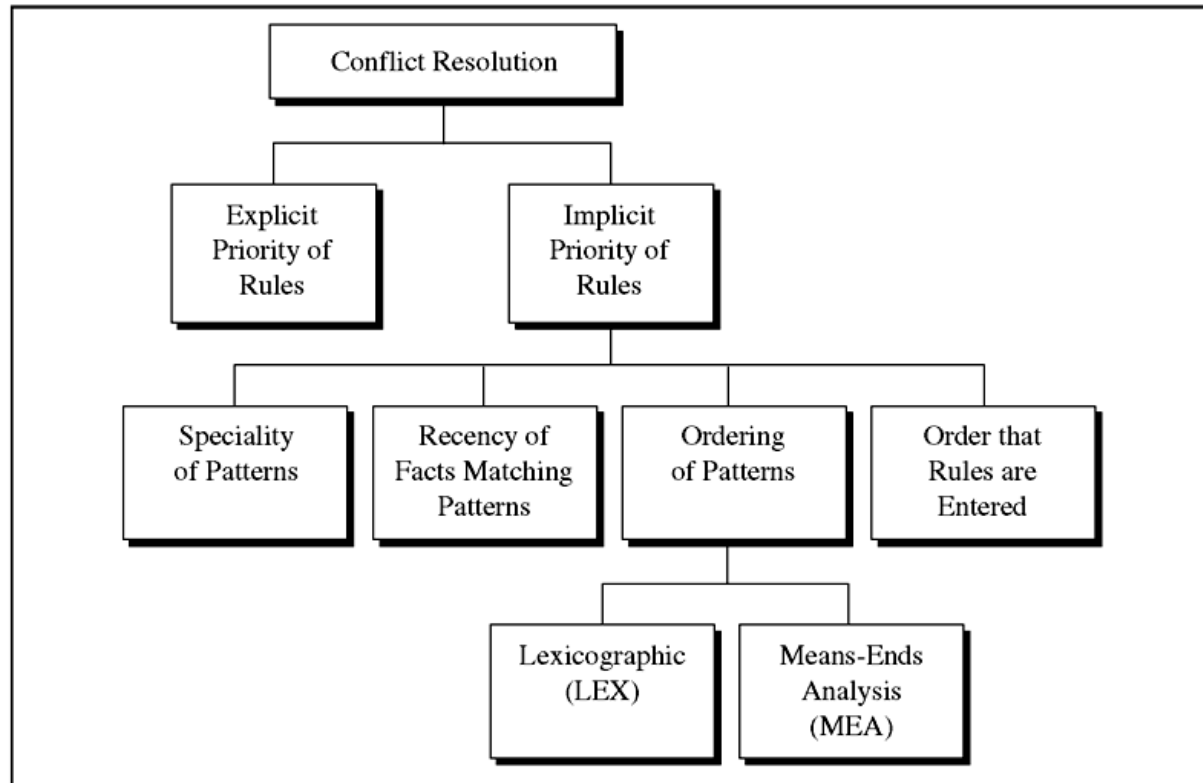 Conflict Resolution
Explicit
Priority of
Rules
Implicit
Priority of
Rules
Speciality
of Patterns
Recency of
Facts Matching
Patterns
Ordering
of Patterns
Order that
Rules are
Entered
Lexicographic
(LEX)
Means-Ends
Analysis
(MEA)